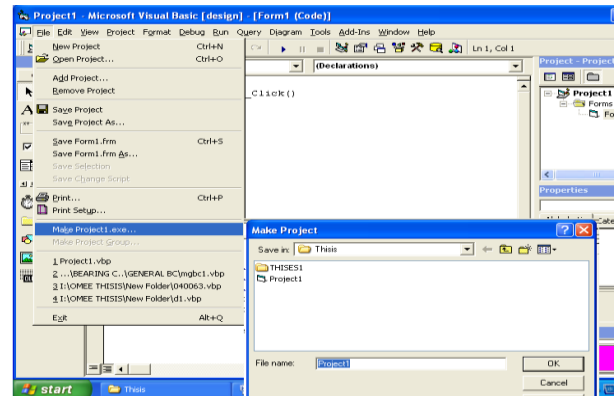 Project1 - Microsoft Visual Basic [design] - [Form1 (Code)]
File Edit View Project Format Debug Run Query Diagram Tools Add-Ins Window Help
Ln 1, Col 1
New Project Ctrl+N
Open Project... Ctrl+O
Add Project...
Remove Project
Save Project
Save Project As...
Save Form1.frm Ctrl+S
Save Form1.frm As...
Save Selection
Save Change Script
Print... Ctrl+P
Print Setup...
Make Project1.exe...
Make Project Group...
1 Project1.vbp
2 ...\BEARING C..\GENERAL BC\mgbc1.vbp
3 I:\OMEE THISIS\New Folder\040063.vbp
4 I:\OMEE THISIS\New Folder\d1.vbp
Exit Alt+Q
(Declarations)
_Click()
Project - Project
Project1
Forms
Fo
Properties
Cate
Make Project
Save in: Thisis
THISES1
Project1
File name: Project1
OK
Cancel
start
Thisis